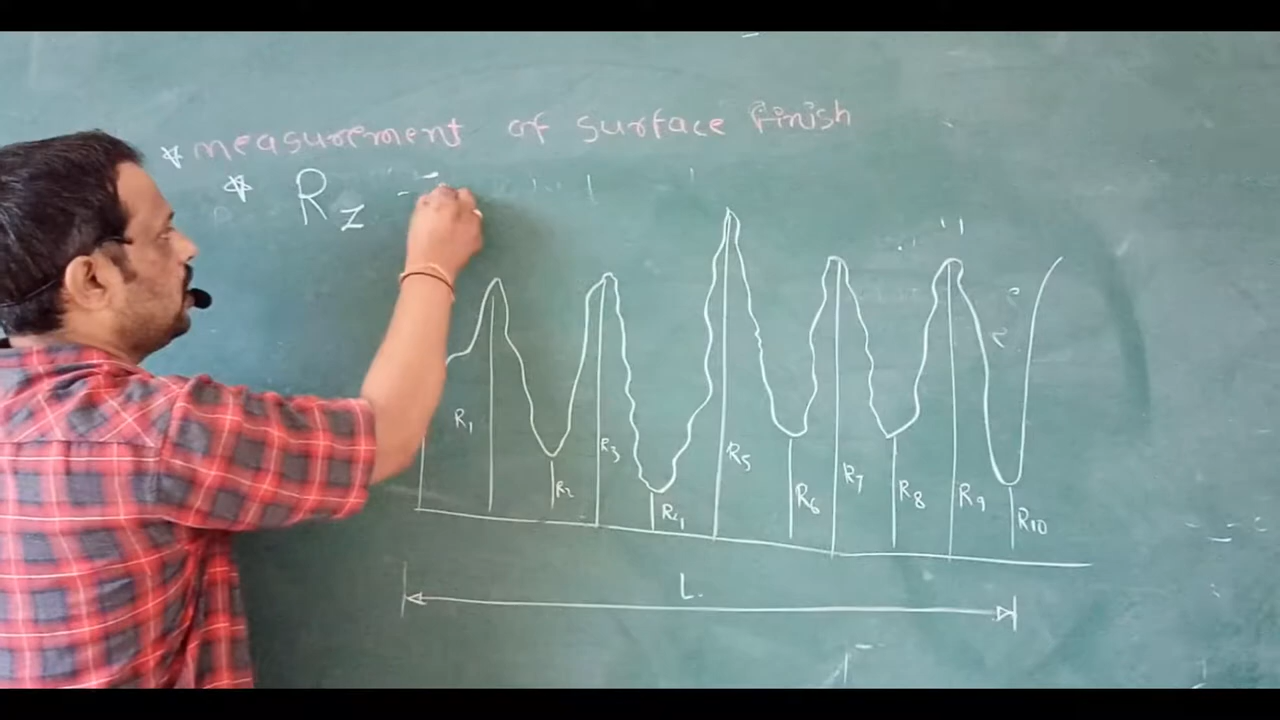 * measurement of surface Finish
* Rz =
R1 R2 R3 R4 R5 R6 R7 R8 R9 R10
L.